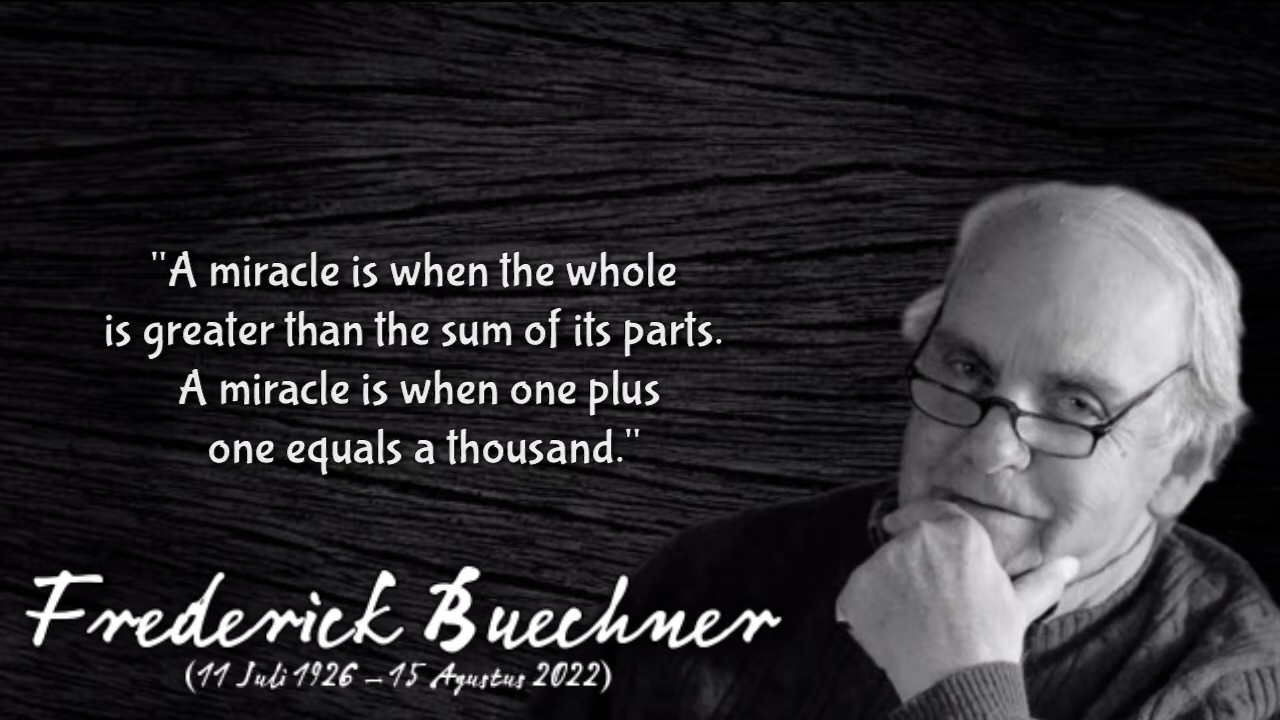 "A miracle is when the whole
is greater than the sum of its parts.
A miracle is when one plus
one equals a thousand."
Frederick Buechner
(11 Juli 1926 – 15 Agustus 2022)